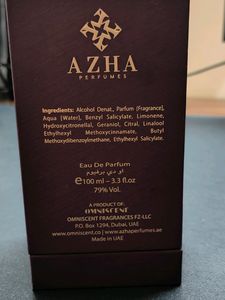 AZHA
PERFUMES
Ingredients: Alcohol Denat., Parfum (Fragrance),
Aqua (Water), Benzyl Salicylate, Limonene,
Hydroxycitronellal, Geraniol, Citral, Linalool
Ethylhexyl Methoxycinnamate, Butyl
Methoxydibenzoylmethane, Ethylhexyl Salicylate.
Eau De Parfum
او دي برفيوم
e 100 ml - 3.3 fl.oz
79% Vol.
A PRODUCT OF:
OMNISCENT
OMNISCENT FRAGRANCES FZ-LLC
P.O. Box 1294, Dubai, UAE
www.omniscent.co | www.azhaperfumes.ae
Made in UAE